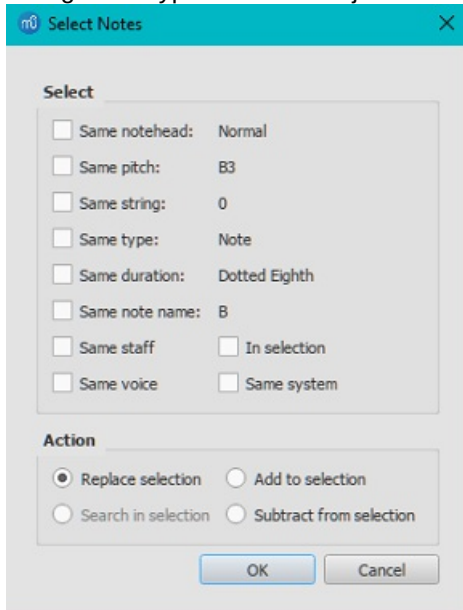 Select Notes
Select
Same notehead: Normal
Same pitch: B3
Same string: 0
Same type: Note
Same duration: Dotted Eighth
Same note name: B
Same staff In selection
Same voice Same system
Action
Replace selection Add to selection
Search in selection Subtract from selection
OK Cancel